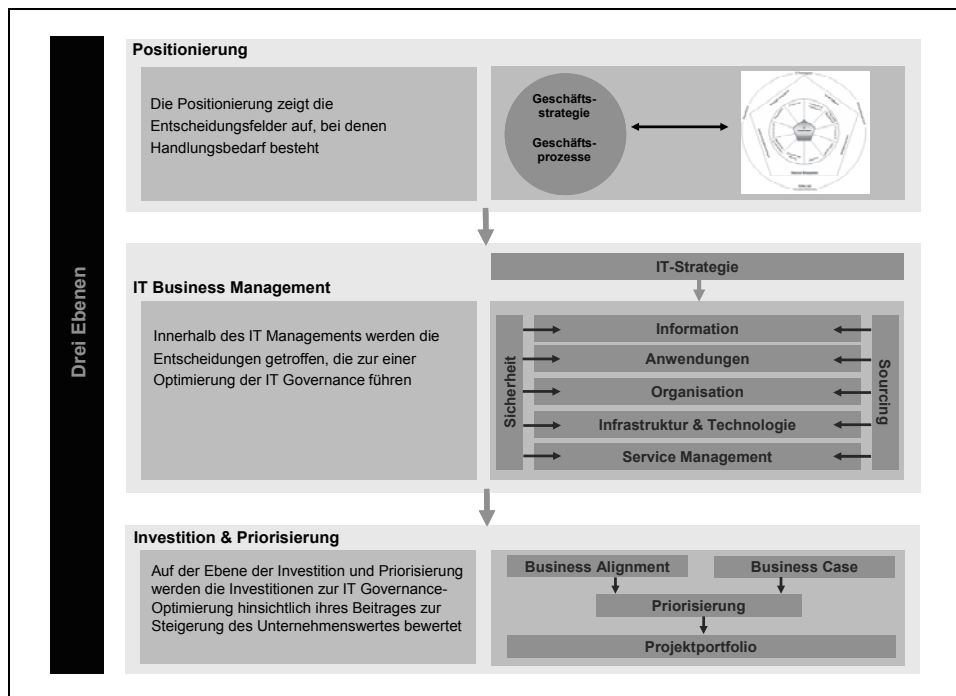 Drei Ebenen
Positionierung
Die Positionierung zeigt die
Entscheidungsfelder auf, bei denen
Handlungsbedarf besteht
Geschäfts-
strategie
Geschäfts-
prozesse
IT Business Management
Innerhalb des IT Managements werden die
Entscheidungen getroffen, die zur einer
Optimierung der IT Governance führen
IT-Strategie
Sicherheit
Information
Anwendungen
Organisation
Infrastruktur & Technologie
Service Management
Sourcing
Investition & Priorisierung
Auf der Ebene der Investition und Priorisierung
werden die Investitionen zur IT Governance-
Optimierung hinsichtlich ihres Beitrages zur
Steigerung des Unternehmenswertes bewertet
Business Alignment
Business Case
Priorisierung
Projektportfolio